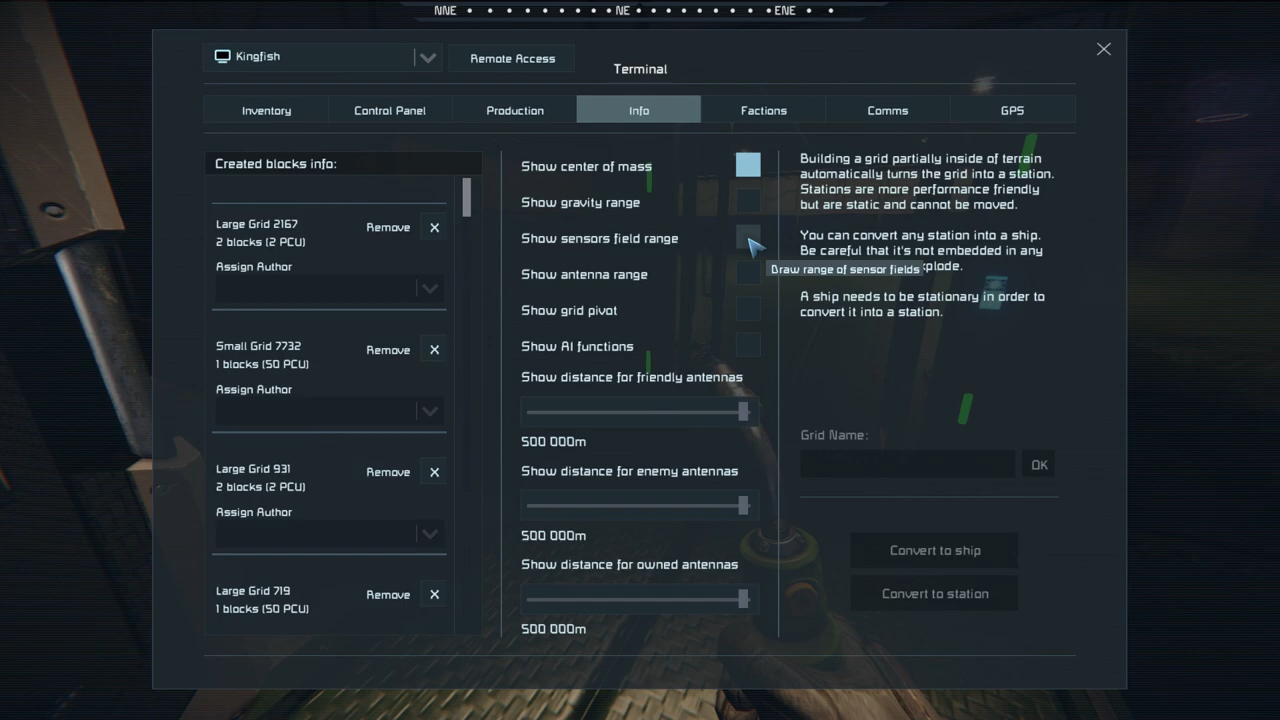 NNE
NE
ENE
Kingfish
Remote Access
Terminal
Inventory
Control Panel
Production
Info
Factions
Comms
GPS
Created blocks info:
Large Grid 2167
2 blocks (2 PCU)
Remove
X
Assign Author
Small Grid 7732
1 blocks (50 PCU)
Remove
X
Assign Author
Large Grid 931
2 blocks (2 PCU)
Remove
X
Assign Author
Large Grid 719
1 blocks (50 PCU)
Remove
X
Show center of mass
Show gravity range
Show sensors field range
Show antenna range
Show grid pivot
Show AI functions
Show distance for friendly antennas
500 000m
Show distance for enemy antennas
500 000m
Show distance for owned antennas
500 000m
Draw range of sensor fields
Building a grid partially inside of terrain
automatically turns the grid into a station.
Stations are more performance friendly
but are static and cannot be moved.
You can convert any station into a ship.
Be careful that it's not embedded in any
xplode.
A ship needs to be stationary in order to
convert it into a station.
Grid Name:
OK
Convert to ship
Convert to station